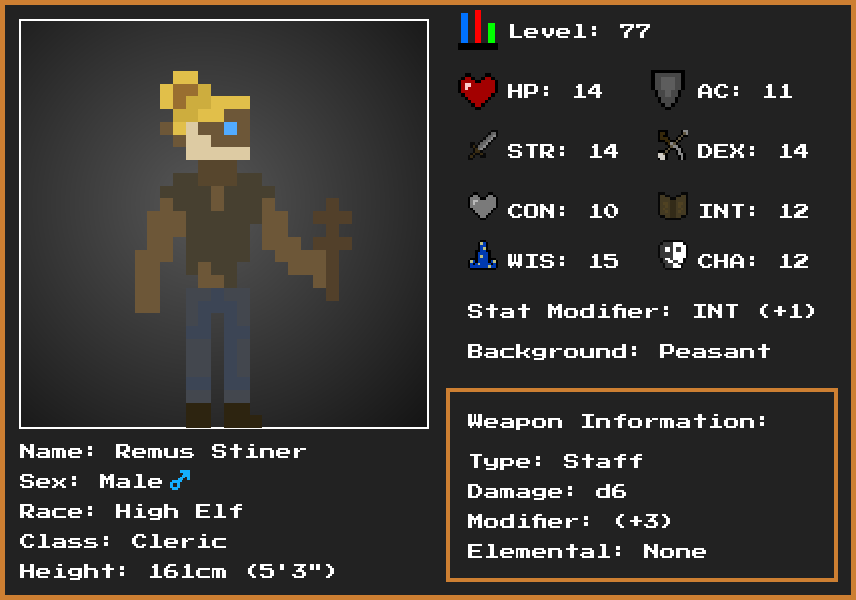 Level: 77
HP: 14
AC: 11
STR: 14
DEX: 14
CON: 10
INT: 12
WIS: 15
CHA: 12
Stat Modifier: INT (+1)
Background: Peasant
Weapon Information:
Type: Staff
Damage: d6
Modifier: (+3)
Elemental: None
Name: Remus Stiner
Sex: Male♂
Race: High Elf
Class: Cleric
Height: 161cm (5'3")